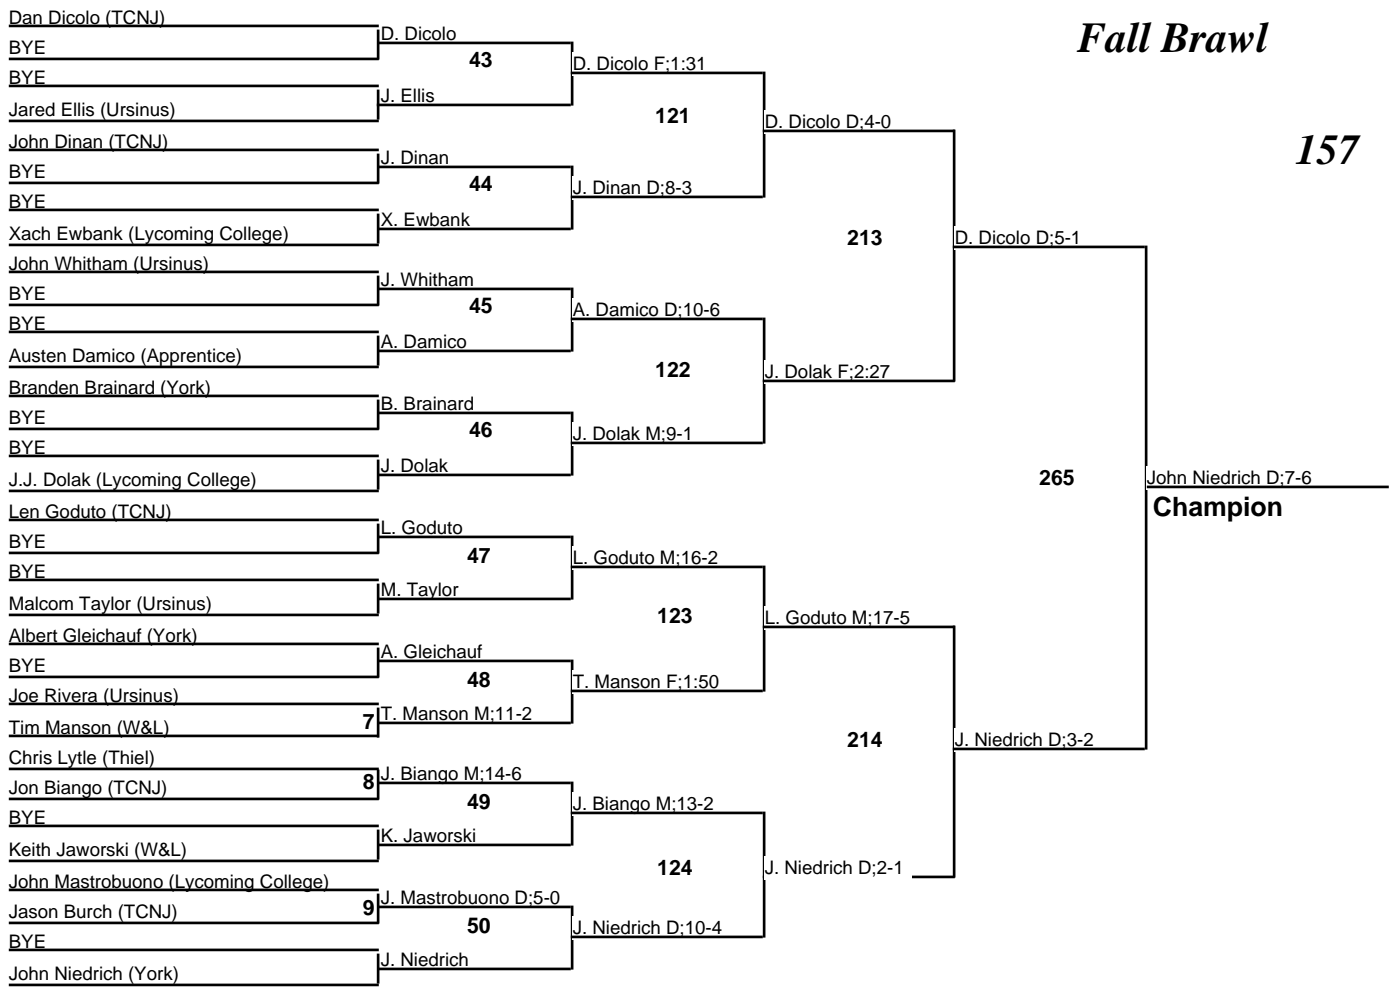 Fall Brawl
157
Dan Dicolo (TCNJ)
BYE
BYE
Jared Ellis (Ursinus)
John Dinan (TCNJ)
BYE
BYE
Xach Ewbank (Lycoming College)
John Whitham (Ursinus)
BYE
BYE
Austen Damico (Apprentice)
Branden Brainard (York)
BYE
BYE
J.J. Dolak (Lycoming College)
Len Goduto (TCNJ)
BYE
BYE
Malcom Taylor (Ursinus)
Albert Gleichauf (York)
BYE
Joe Rivera (Ursinus)
Tim Manson (W&L)
Chris Lytle (Thiel)
Jon Biango (TCNJ)
BYE
Keith Jaworski (W&L)
John Mastrobuono (Lycoming College)
Jason Burch (TCNJ)
BYE
John Niedrich (York)
7
8
9
D. Dicolo
43
J. Ellis
J. Dinan
44
X. Ewbank
J. Whitham
45
A. Damico
B. Brainard
46
J. Dolak
L. Goduto
47
M. Taylor
A. Gleichauf
48
T. Manson M;11-2
J. Biango M;14-6
49
K. Jaworski
J. Mastrobuono D;5-0
50
J. Niedrich
D. Dicolo F;1:31
121
J. Dinan D;8-3
A. Damico D;10-6
122
J. Dolak M;9-1
L. Goduto M;16-2
123
T. Manson F;1:50
J. Biango M;13-2
124
J. Niedrich D;10-4
D. Dicolo D;4-0
213
J. Dolak F;2:27
L. Goduto M;17-5
214
J. Niedrich D;2-1
D. Dicolo D;5-1
265
J. Niedrich D;3-2
John Niedrich D;7-6
Champion